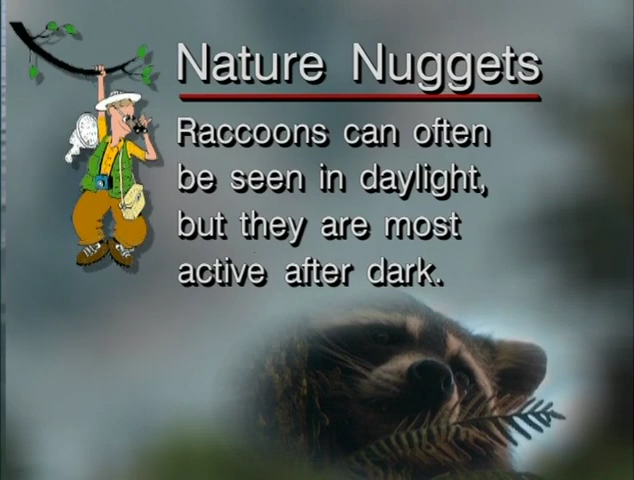 Nature Nuggets
Raccoons can often
be seen in daylight,
but they are most
active after dark.